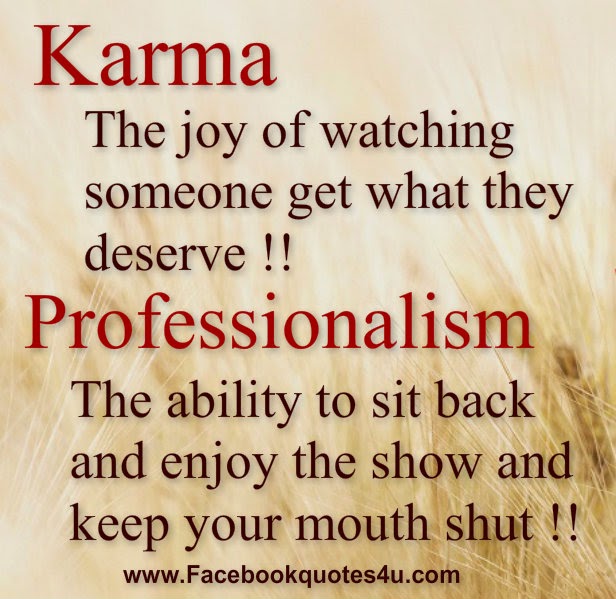 Karma
The joy of watching
someone get what they
deserve !!
Professionalism
The ability to sit back
and enjoy the show and
keep your mouth shut !!
www.Facebookquotes4u.com